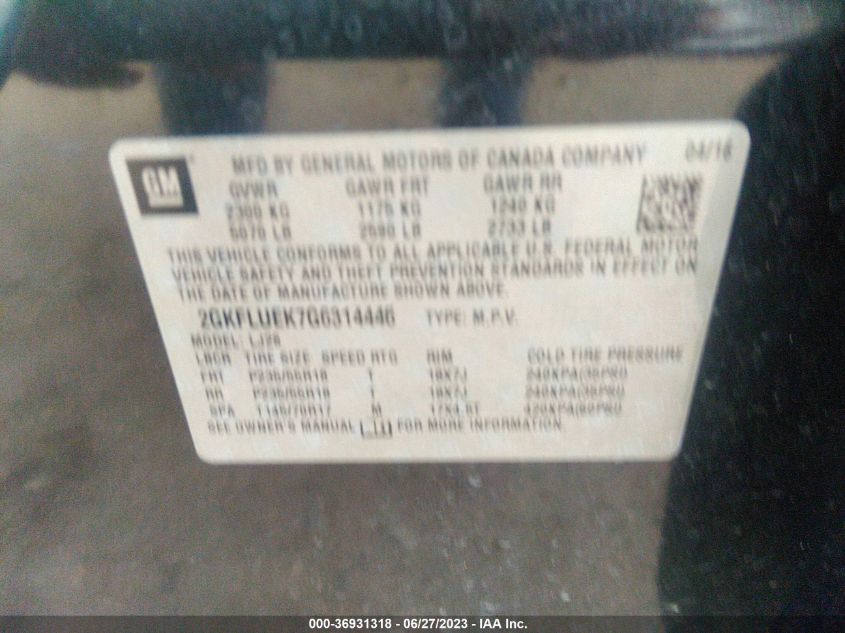 GM
MFD BY GENERAL MOTORS OF CANADA COMPANY 04/16
GVWR GAWR FRT GAWR RR
2300 KG 1175 KG 1240 KG
5070 LB 2590 LB 2733 LB
THIS VEHICLE CONFORMS TO ALL APPLICABLE U.S. FEDERAL MOTOR
VEHICLE SAFETY AND THEFT PREVENTION STANDARDS IN EFFECT ON
THE DATE OF MANUFACTURE SHOWN ABOVE.
2GKFLUEK7G6314446 TYPE: M.P.V.
MODEL: LJ26
TIRE SIZE SPEED RTG RIM COLD TIRE PRESSURE
FRT P235/55R18 T 18X7J 240KPA(35PSI)
RR P235/55R18 T 18X7J 240KPA(35PSI)
SPA T145/70R17 M 420KPA(60PSI)
SEE OWNER'S MANUAL FOR MORE INFORMATION.
000-36931318 - 06/27/2023 - IAA Inc.